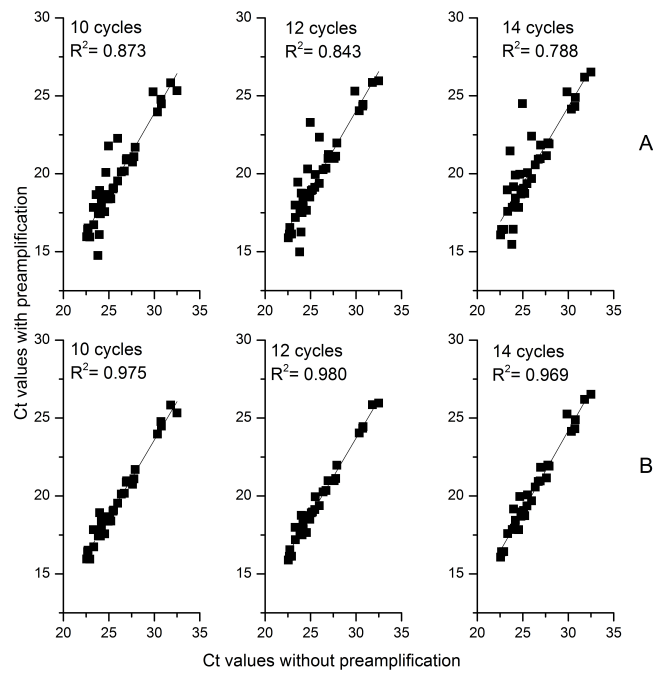 30
10 cycles
R²= 0.873
25
20
15
20 25 30 35
30
12 cycles
R²= 0.843
25
20
15
20 25 30 35
30
14 cycles
R²= 0.788
25
20
15
20 25 30 35
A
Ct values with preamplification
30
10 cycles
R²= 0.975
25
20
15
20 25 30 35
30
12 cycles
R²= 0.980
25
20
15
20 25 30 35
30
14 cycles
R²= 0.969
25
20
15
20 25 30 35
B
Ct values without preamplification